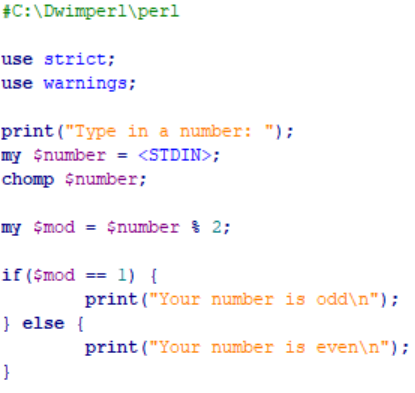 #C:\Dwimperl\perl
use strict;
use warnings;
print("Type in a number: ");
my $number = <STDIN>;
chomp $number;
my $mod = $number % 2;
if($mod == 1) {
print("Your number is odd\n");
} else {
print("Your number is even\n");
}